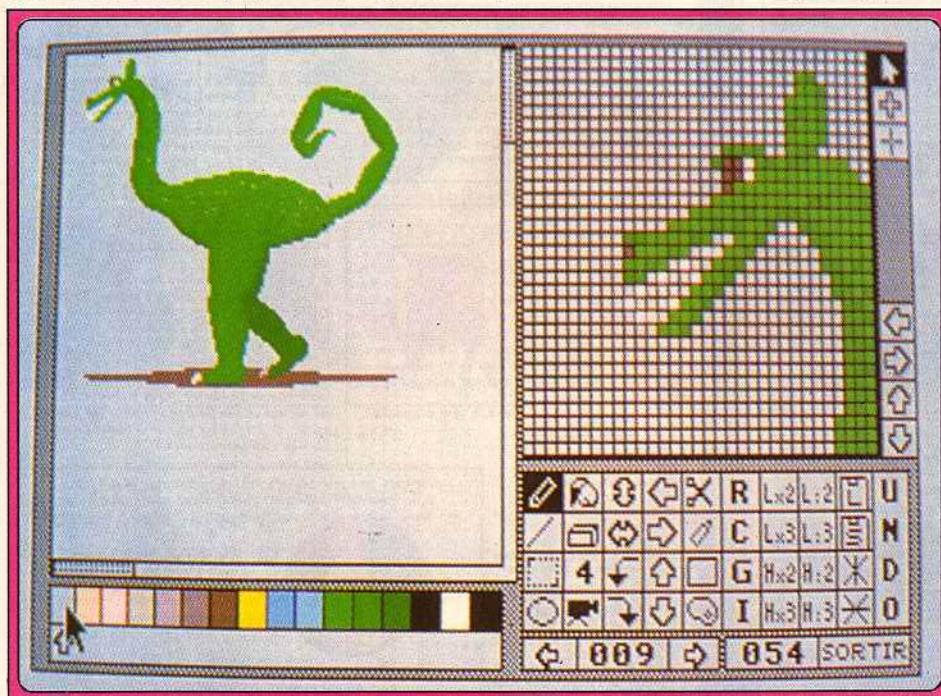 R Lx2 L:2 U
C Lx3 L:3 N
4 G Hx2 H:2 D
I Hx3 H:3 O
009 054 SORTIR